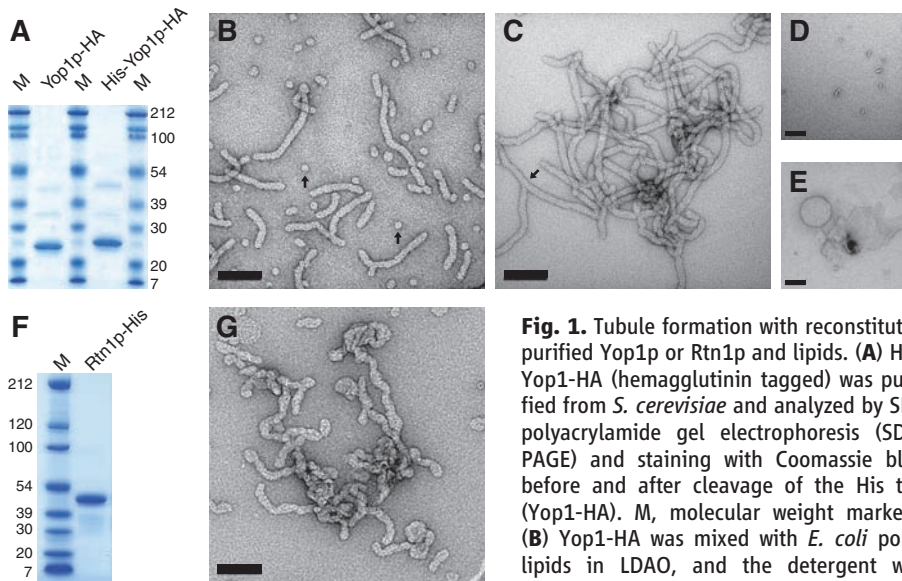 A
Yop1p-HA
His-Yop1p-HA
M
M
M
212
100
54
39
30
20
7
B
C
D
E
F
Rtn1p-His
M
212
120
100
54
39
30
20
7
G
Fig. 1. Tubule formation with reconstitut
purified Yop1p or Rtn1p and lipids. (A) H
Yop1-HA (hemagglutinin tagged) was pu
fied from S. cerevisiae and analyzed by S
polyacrylamide gel electrophoresis (SD
PAGE) and staining with Coomassie bl
before and after cleavage of the His t
(Yop1-HA). M, molecular weight marke
(B) Yop1-HA was mixed with E. coli po
lipids in LDAO, and the detergent w